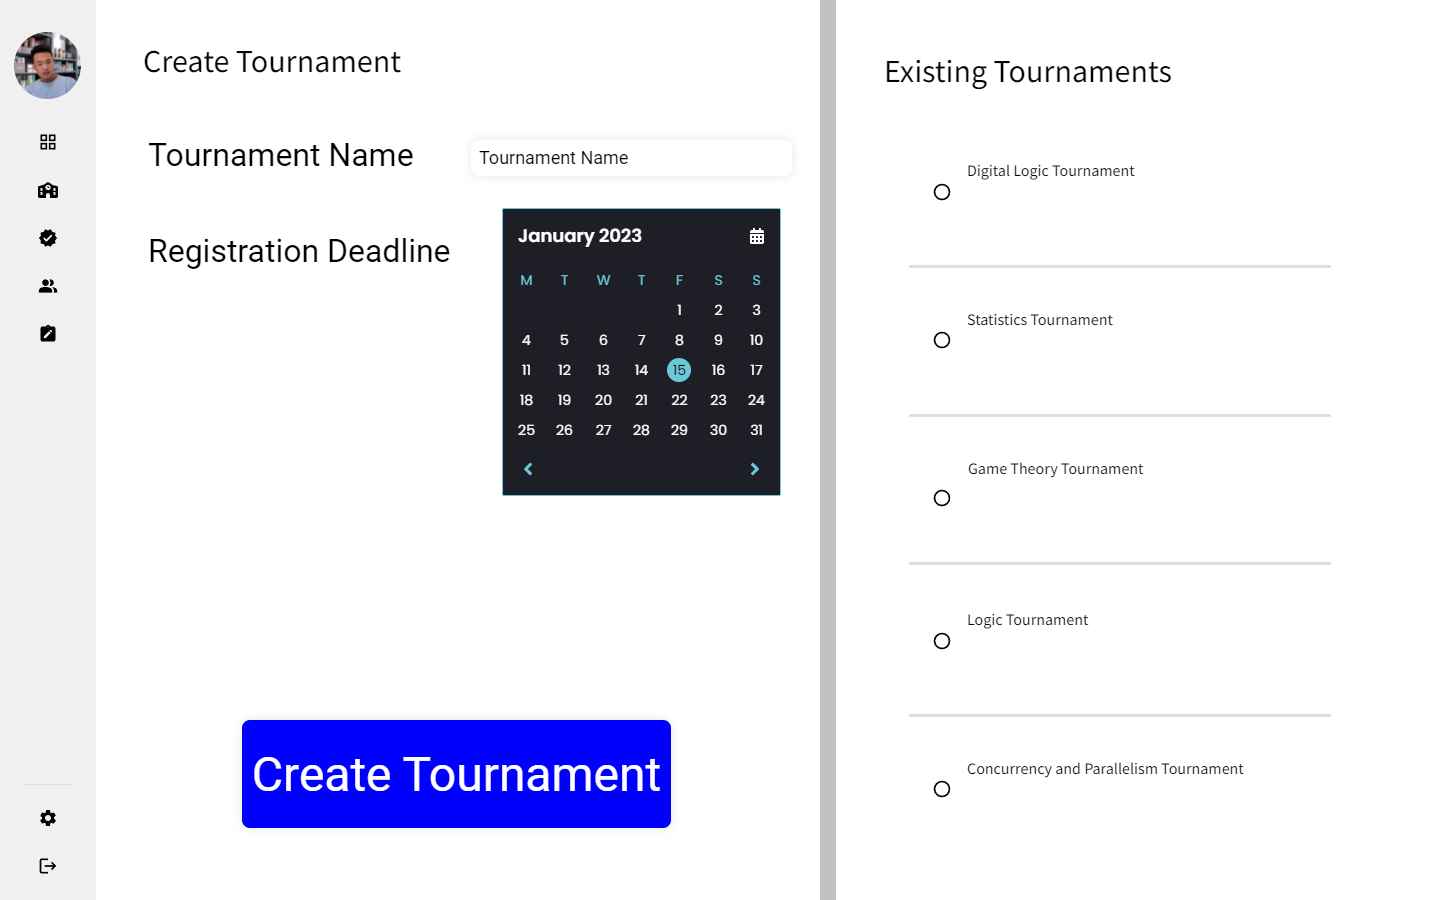 Create Tournament
Tournament Name
Tournament Name
Registration Deadline
January 2023
M T W T F S S
1 2 3
4 5 6 7 8 9 10
11 12 13 14 15 16 17
18 19 20 21 22 23 24
25 26 27 28 29 30 31
Create Tournament
Existing Tournaments
Digital Logic Tournament
Statistics Tournament
Game Theory Tournament
Logic Tournament
Concurrency and Parallelism Tournament